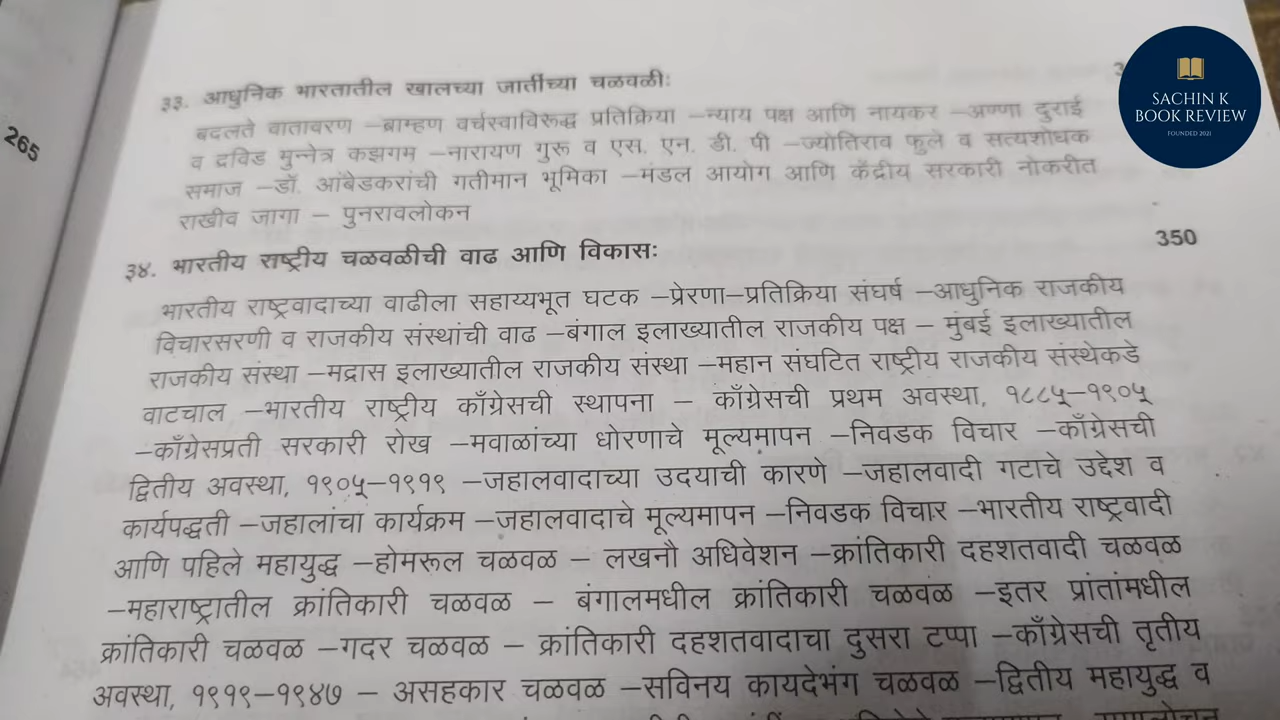 265
SACHIN K
BOOK REVIEW
FOUNDED 2021
३३. आधुनिक भारतातील खालच्या जातींच्या चळवळी:
बदलते वातावरण –ब्राम्हण वर्चस्वाविरूद्ध प्रतिक्रिया –न्याय पक्ष आणि नायकर –अण्णा दुराई
व द्रविड मुन्नेत्र कझगम –नारायण गुरू व एस. एन. डी. पी –ज्योतिराव फुले व सत्यशोधक
समाज –डॉ. आंबेडकरांची गतीमान भूमिका –मंडल आयोग आणि केंद्रीय सरकारी नोकरीत
राखीव जागा – पुनरावलोकन
३४. भारतीय राष्ट्रीय चळवळीची वाढ आणि विकास: 350
भारतीय राष्ट्रवादाच्या वाढीला सहाय्यभूत घटक –प्रेरणा–प्रतिक्रिया संघर्ष –आधुनिक राजकीय
विचारसरणी व राजकीय संस्थांची वाढ –बंगाल इलाख्यातील राजकीय पक्ष – मुंबई इलाख्यातील
राजकीय संस्था –मद्रास इलाख्यातील राजकीय संस्था –महान संघटित राष्ट्रीय राजकीय संस्थेकडे
वाटचाल –भारतीय राष्ट्रीय काँग्रेसची स्थापना – काँग्रेसची प्रथम अवस्था, १८८५–१९०५
–काँग्रेसप्रती सरकारी रोख –मवाळांच्या धोरणाचे मूल्यमापन –निवडक विचार –काँग्रेसची
द्वितीय अवस्था, १९०५–१९१९ –जहालवादाच्या उदयाची कारणे –जहालवादी गटाचे उद्देश व
कार्यपद्धती –जहालांचा कार्यक्रम –जहालवादाचे मूल्यमापन –निवडक विचार –भारतीय राष्ट्रवादी
आणि पहिले महायुद्ध –होमरूल चळवळ – लखनौ अधिवेशन –क्रांतिकारी दहशतवादी चळवळ
–महाराष्ट्रातील क्रांतिकारी चळवळ – बंगालमधील क्रांतिकारी चळवळ –इतर प्रांतांमधील
क्रांतिकारी चळवळ –गदर चळवळ – क्रांतिकारी दहशतवादाचा दुसरा टप्पा –काँग्रेसची तृतीय
अवस्था, १९१९–१९४७ – असहकार चळवळ –सविनय कायदेभंग चळवळ –द्वितीय महायुद्ध व